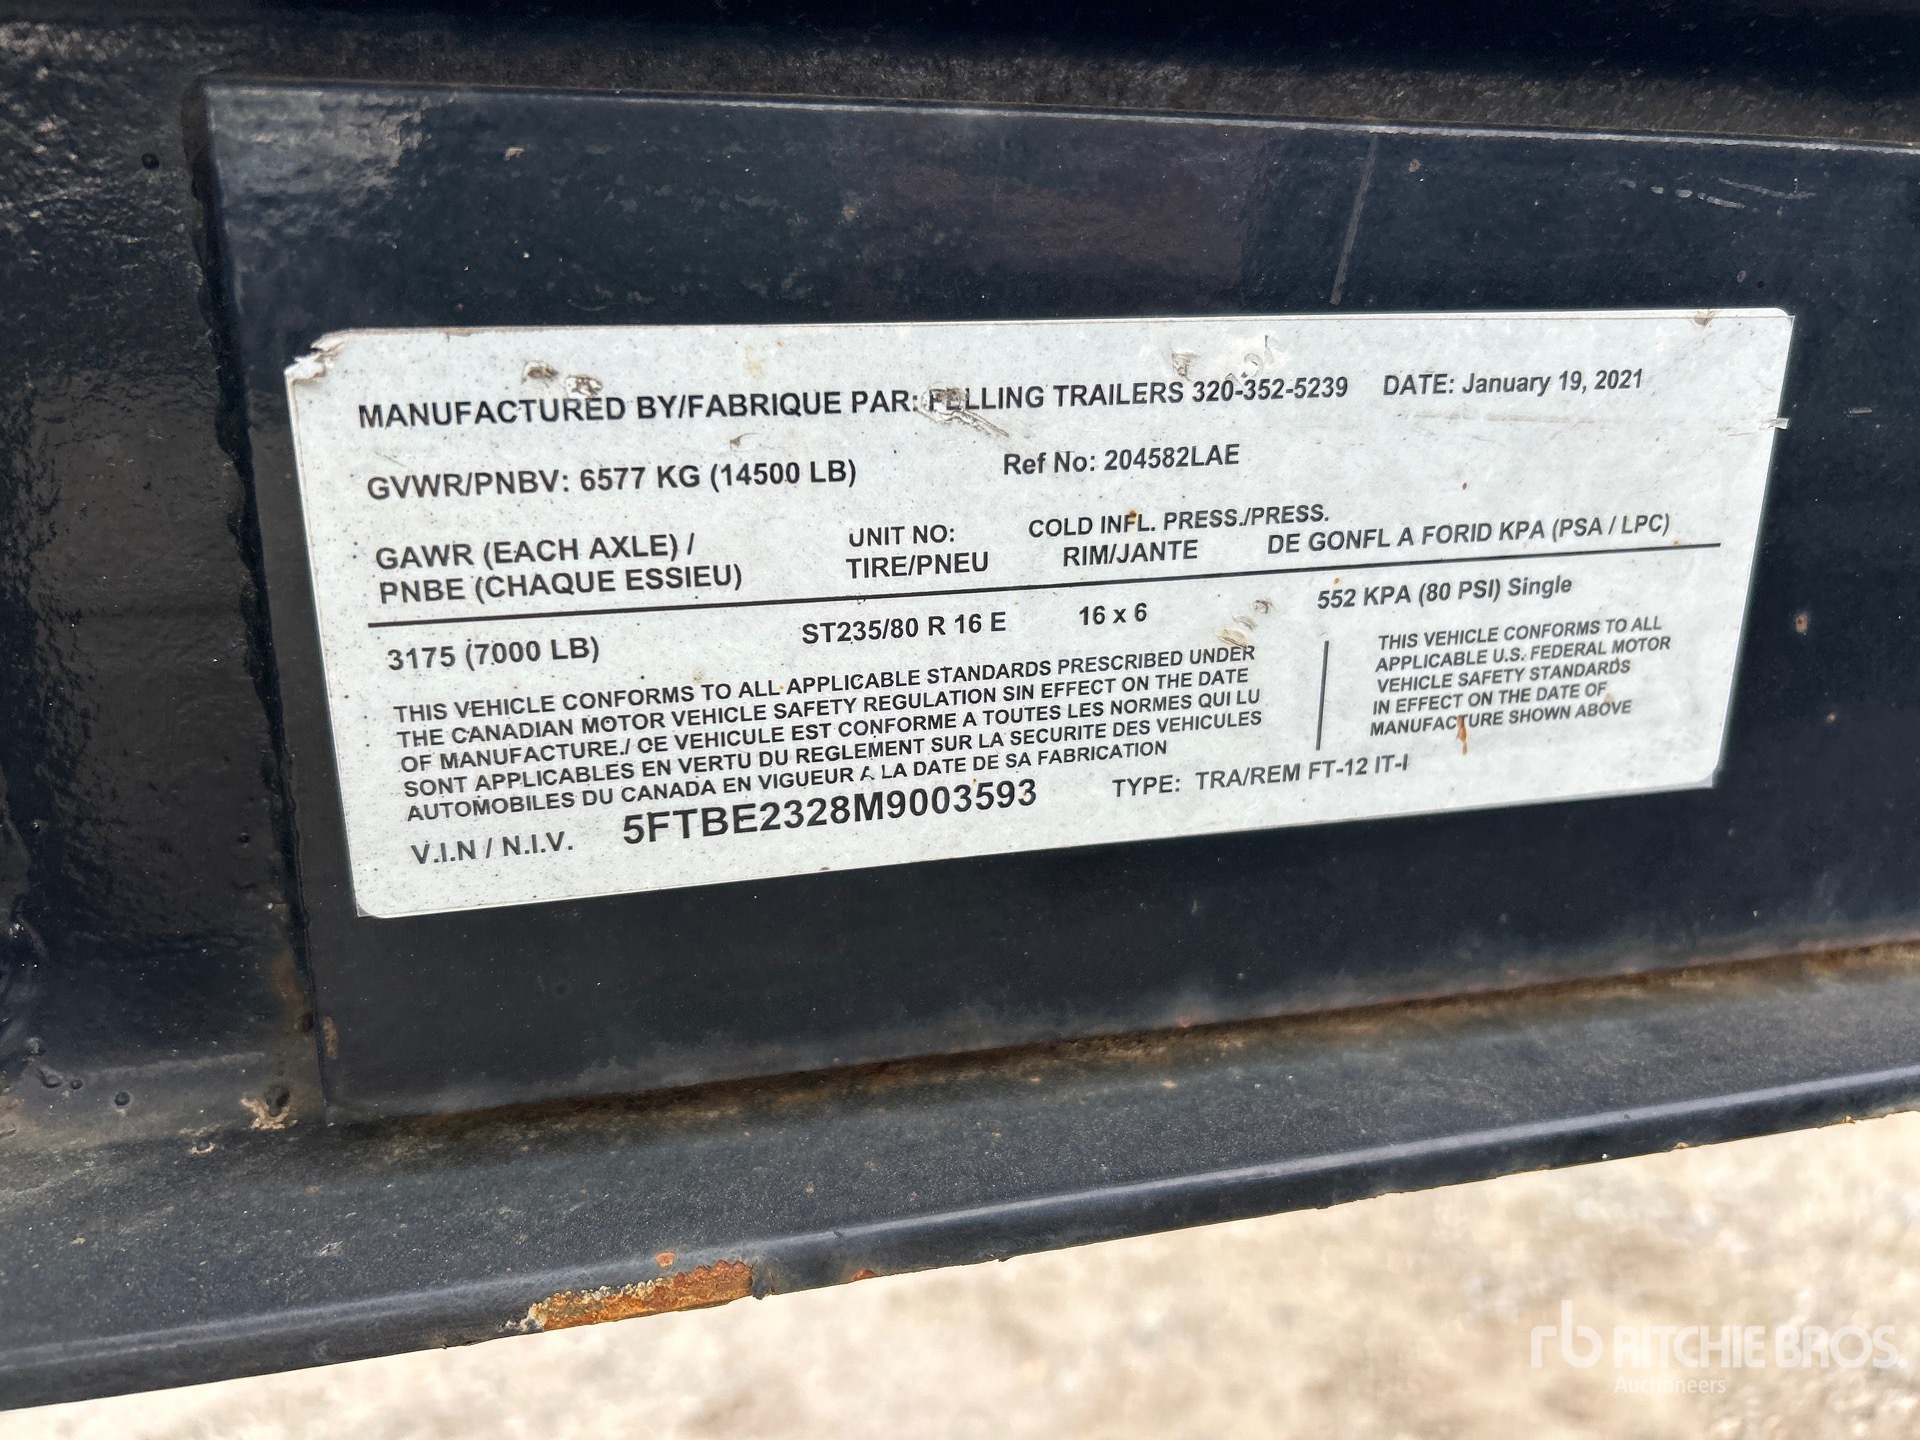 MANUFACTURED BY/FABRIQUE PAR: FELLING TRAILERS 320-352-5239 DATE: January 19, 2021
GVWR/PNBV: 6577 KG (14500 LB) Ref No: 204582LAE
GAWR (EACH AXLE) /
PNBE (CHAQUE ESSIEU)
UNIT NO:
TIRE/PNEU
COLD INFL. PRESS./PRESS.
RIM/JANTE DE GONFL A FORID KPA (PSA / LPC)
3175 (7000 LB) ST235/80 R 16 E 16 x 6 552 KPA (80 PSI) Single
THIS VEHICLE CONFORMS TO ALL APPLICABLE STANDARDS PRESCRIBED UNDER
THE CANADIAN MOTOR VEHICLE SAFETY REGULATION SIN EFFECT ON THE DATE
OF MANUFACTURE./ CE VEHICULE EST CONFORME A TOUTES LES NORMES QUI LU
SONT APPLICABLES EN VERTU DU REGLEMENT SUR LA SECURITE DES VEHICULES
AUTOMOBILES DU CANADA EN VIGUEUR A LA DATE DE SA FABRICATION
THIS VEHICLE CONFORMS TO ALL
APPLICABLE U.S. FEDERAL MOTOR
VEHICLE SAFETY STANDARDS
IN EFFECT ON THE DATE OF
MANUFACTURE SHOWN ABOVE
V.I.N / N.I.V. 5FTBE2328M9003593 TYPE: TRA/REM FT-12 IT-I
rb RITCHIE BROS.
Auctioneers